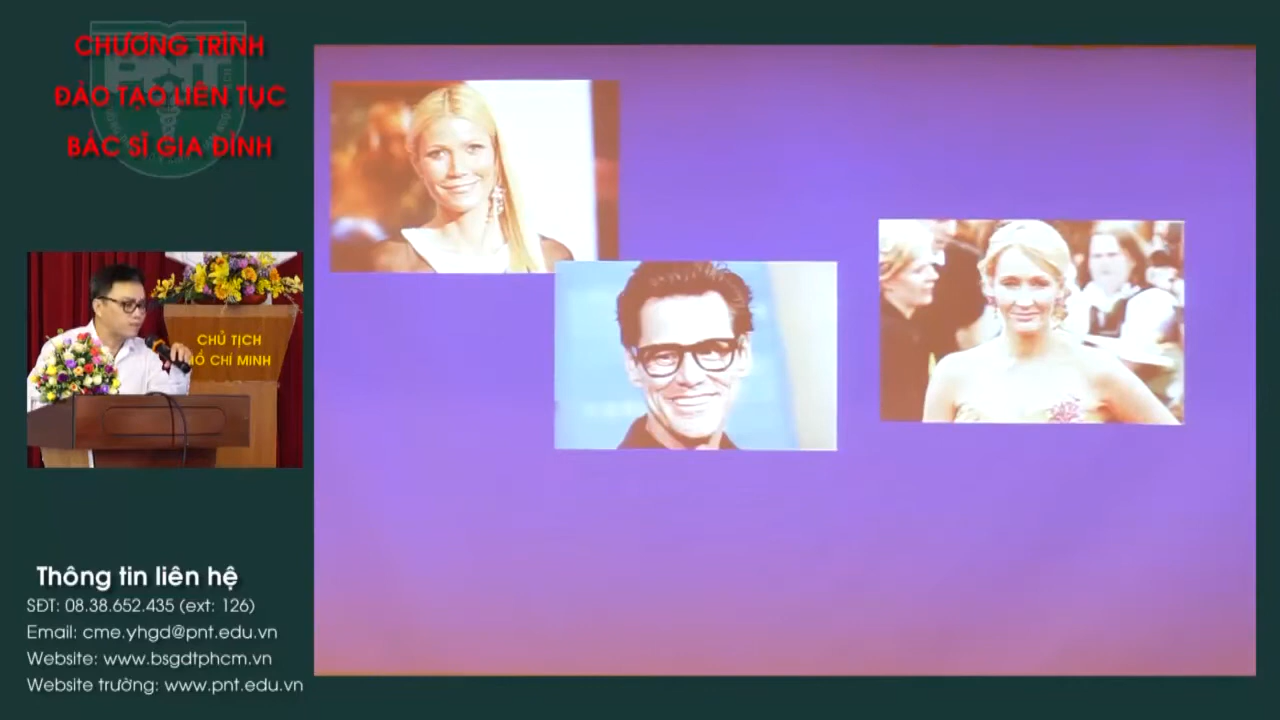 CHƯƠNG TRÌNH
ĐÀO TẠO LIÊN TỤC
BÁC SĨ GIA ĐÌNH
PNT
CHỦ TỊCH
HỒ CHÍ MINH
Thông tin liên hệ
SĐT: 08.38.652.435 (ext: 126)
Email: cme.yhgd@pnt.edu.vn
Website: www.bsgdtphcm.vn
Website trường: www.pnt.edu.vn